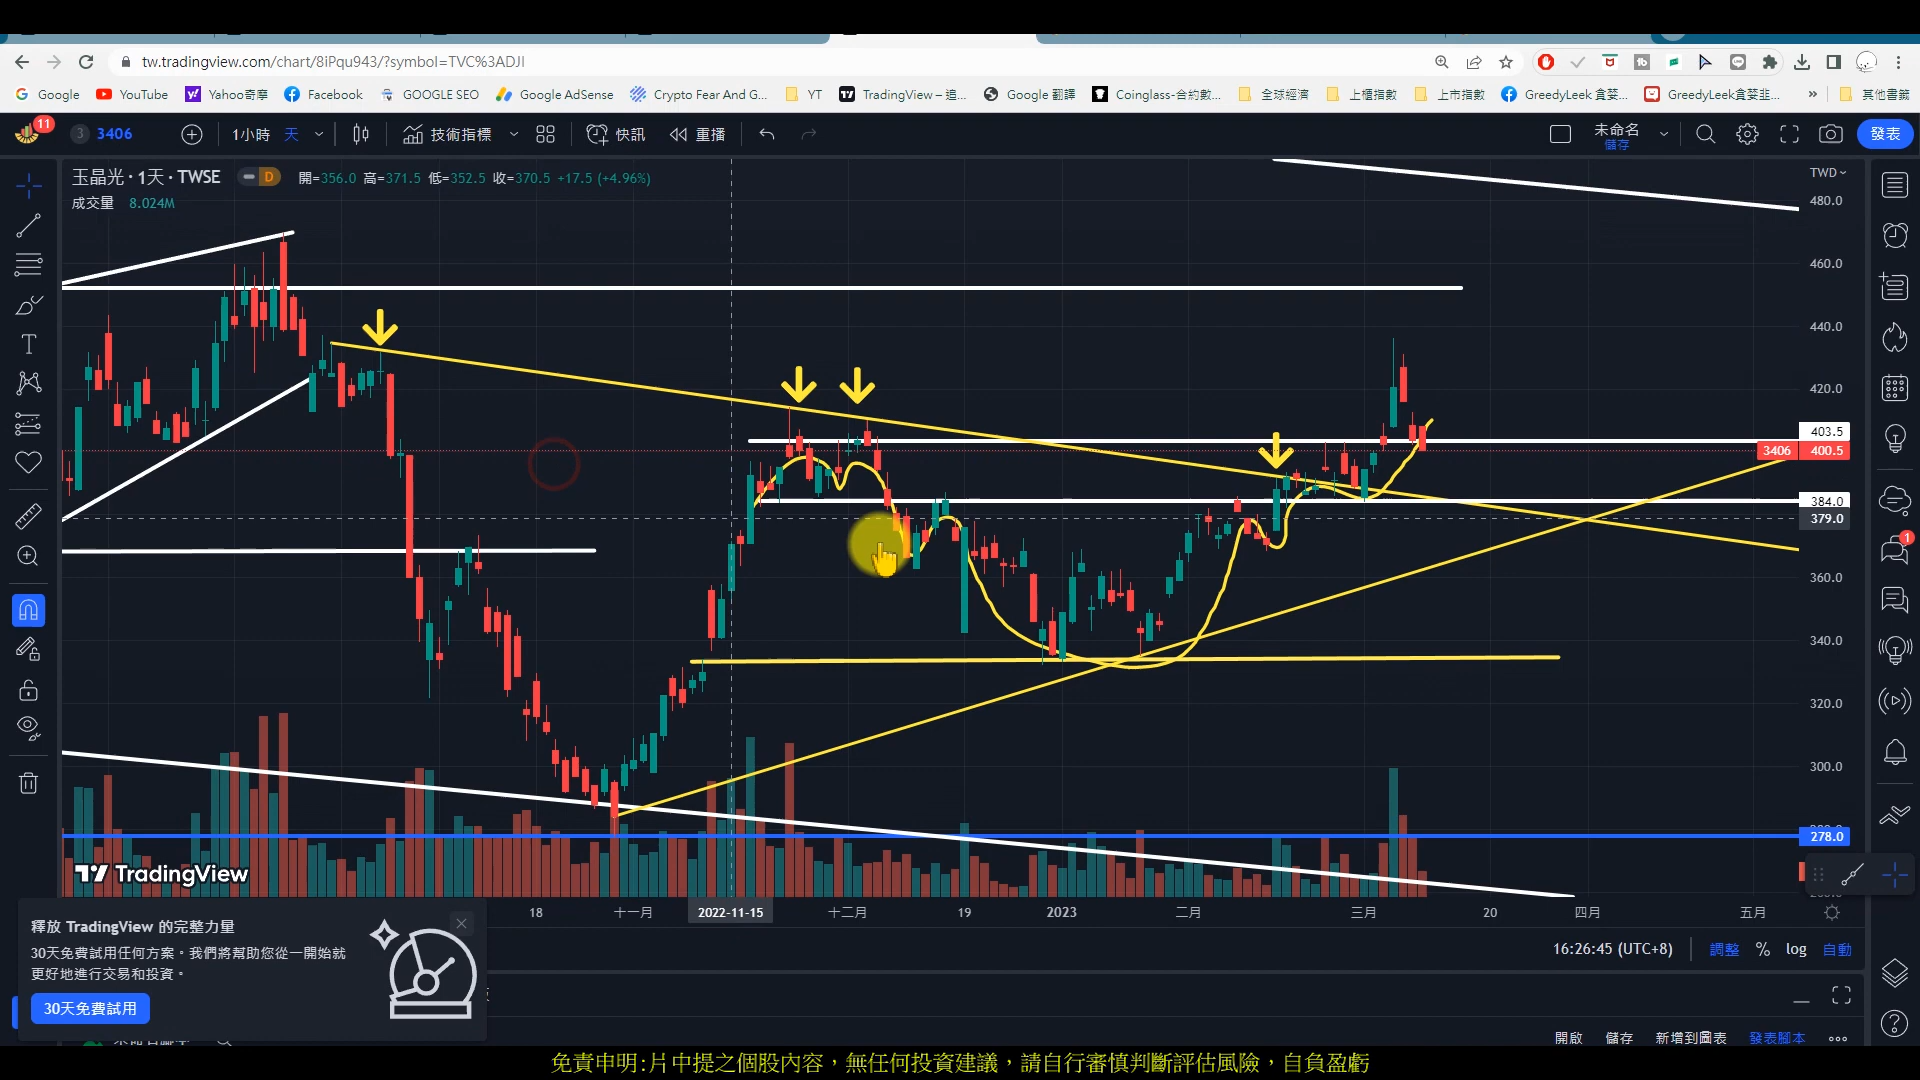 tw.tradingview.com/chart/8iPqu943/?symbol=TVC%3ADJI
Google YouTube Yahoo奇摩 Facebook GOOGLE SEO Google AdSense Crypto Fear And G... YT TradingView – 追... Google 翻譯 Coinglass-合約數... 全球經濟 上櫃指數 上市指數 GreedyLeek 貪婪... GreedyLeek貪婪韭... » 其他書籤
11 3 3406 1小時 天 技術指標 快訊 重播 未命名 儲存 發表
玉晶光 · 1天 · TWSE D 開=356.0 高=371.5 低=352.5 收=370.5 +17.5 (+4.96%)
成交量 8.024M
TWD
480.0
460.0
440.0
420.0
403.5
3406 400.5
384.0
379.0
360.0
340.0
320.0
300.0
278.0
1
TradingView
18 十一月 2022-11-15 十二月 19 2023 二月 三月 20 四月 五月
釋放 TradingView 的完整力量
30天免費試用任何方案。我們將幫助您從一開始就
更好地進行交易和投資。
30天免費試用
16:26:45 (UTC+8) 調整 % log 自動
開啟 儲存 新增到圖表 發表腳本
免責申明:片中提之個股內容，無任何投資建議，請自行審慎判斷評估風險，自負盈虧